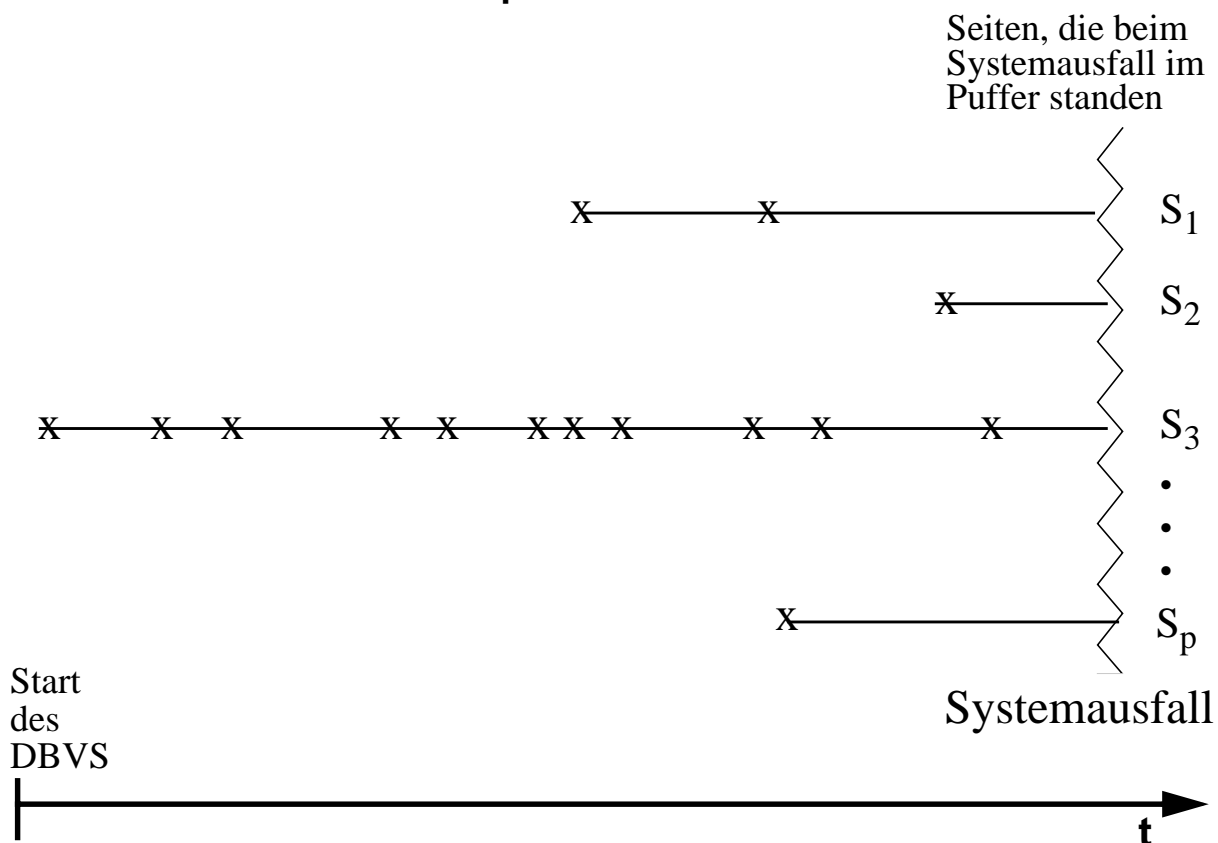 Seiten, die beim
Systemausfall im
Puffer standen
x x S1
x S2
x x x x x x x x x x x S3
x Sp
Start
des
DBVS
Systemausfall
t